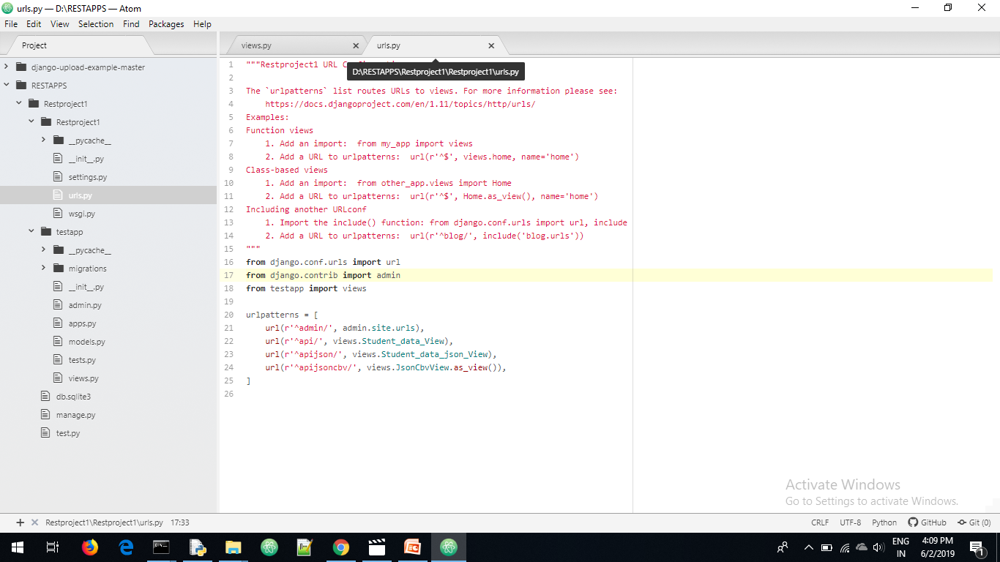 urls.py — D:\RESTAPPS — Atom
File Edit View Selection Find Packages Help
Project
django-upload-example-master
RESTAPPS
Restproject1
Restproject1
__pycache__
__init__.py
settings.py
urls.py
wsgi.py
testapp
__pycache__
migrations
__init__.py
admin.py
apps.py
models.py
tests.py
views.py
db.sqlite3
manage.py
test.py
views.py urls.py
D:\RESTAPPS\Restproject1\Restproject1\urls.py
1 """Restproject1 URL
2
3 The `urlpatterns` list routes URLs to views. For more information please see:
4 https://docs.djangoproject.com/en/1.11/topics/http/urls/
5 Examples:
6 Function views
7 1. Add an import:  from my_app import views
8 2. Add a URL to urlpatterns:  url(r'^$', views.home, name='home')
9 Class-based views
10 1. Add an import:  from other_app.views import Home
11 2. Add a URL to urlpatterns:  url(r'^$', Home.as_view(), name='home')
12 Including another URLconf
13 1. Import the include() function: from django.conf.urls import url, include
14 2. Add a URL to urlpatterns:  url(r'^blog/', include('blog.urls'))
15 """
16 from django.conf.urls import url
17 from django.contrib import admin
18 from testapp import views
19
20 urlpatterns = [
21 url(r'^admin/', admin.site.urls),
22 url(r'^api/', views.Student_data_View),
23 url(r'^apijson/', views.Student_data_json_View),
24 url(r'^apijsoncbv/', views.JsonCbvView.as_view()),
25 ]
26
Activate Windows
Go to Settings to activate Windows.
Restproject1\Restproject1\urls.py 17:33 CRLF UTF-8 Python GitHub Git (0)
ENG
IN
4:09 PM
6/2/2019
1